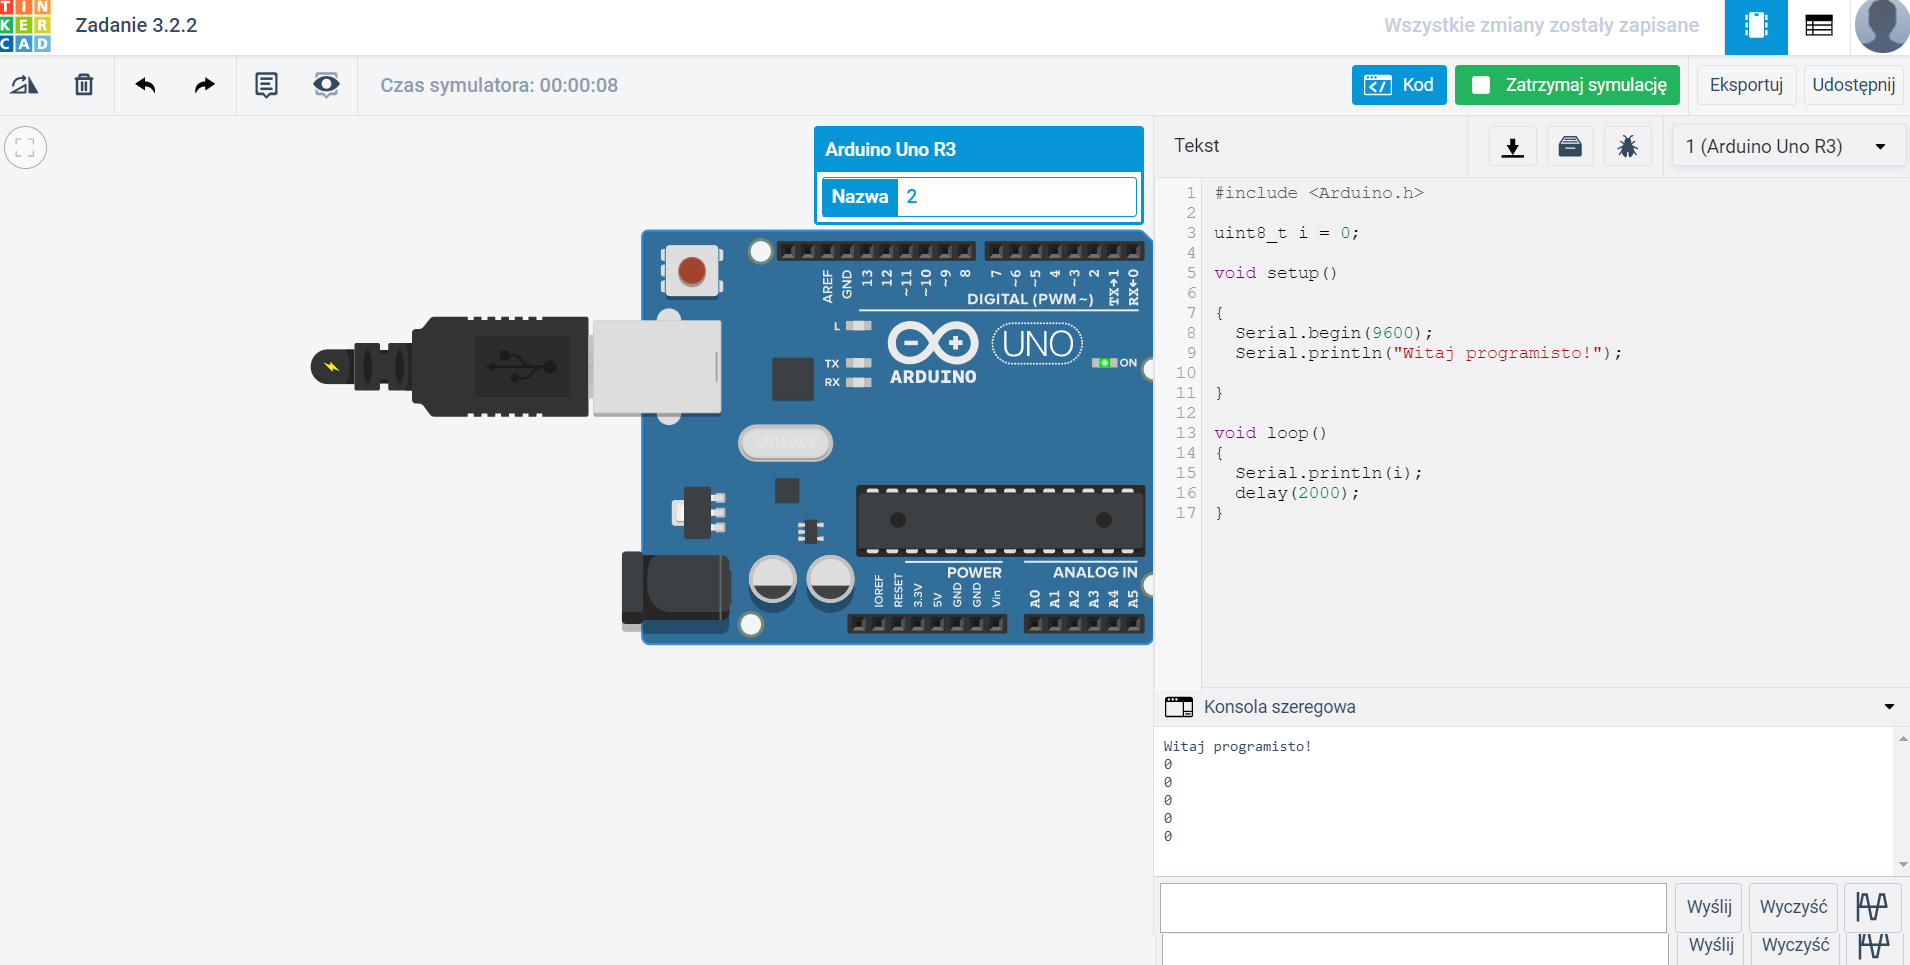 TIN
KER
CAD
Zadanie 3.2.2
Wszystkie zmiany zostały zapisane
Czas symulatora: 00:00:08
Kod
Zatrzymaj symulację
Eksportuj
Udostępnij
Arduino Uno R3
Nazwa 2
Tekst
1 (Arduino Uno R3)
AREF GND 13 12 ~11 ~10 ~9 8 7 ~6 ~5 4 ~3 2 TX→1 RX←0
DIGITAL (PWM~)
L
TX
RX
UNO
ON
ARDUINO
SPK16.000G
POWER
ANALOG IN
IOREF RESET 3.3V 5V GND GND Vin A0 A1 A2 A3 A4 A5
1 #include <Arduino.h>
2
3 uint8_t i = 0;
4
5 void setup()
6
7 {
8 Serial.begin(9600);
9 Serial.println("Witaj programisto!");
10
11 }
12
13 void loop()
14 {
15 Serial.println(i);
16 delay(2000);
17 }
Konsola szeregowa
Witaj programisto!
0
0
0
0
0
Wyślij Wyczyść
Wyślij Wyczyść